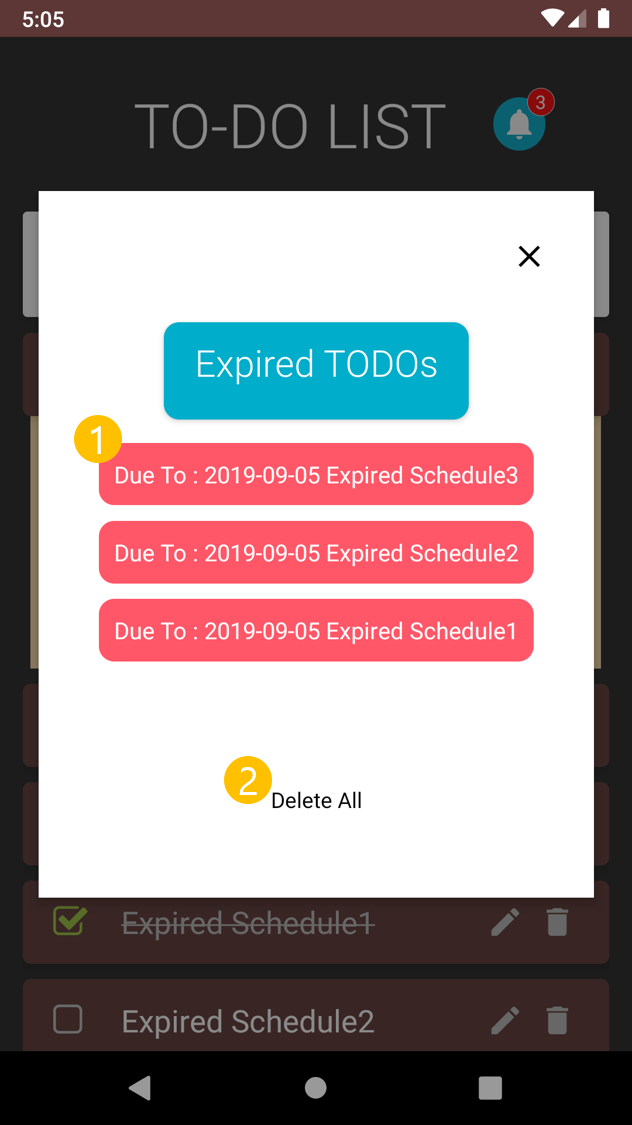 5:05
TO-DO LIST
3
Expired TODOs
1
Due To : 2019-09-05 Expired Schedule3
Due To : 2019-09-05 Expired Schedule2
Due To : 2019-09-05 Expired Schedule1
2
Delete All
Expired Schedule1
Expired Schedule2